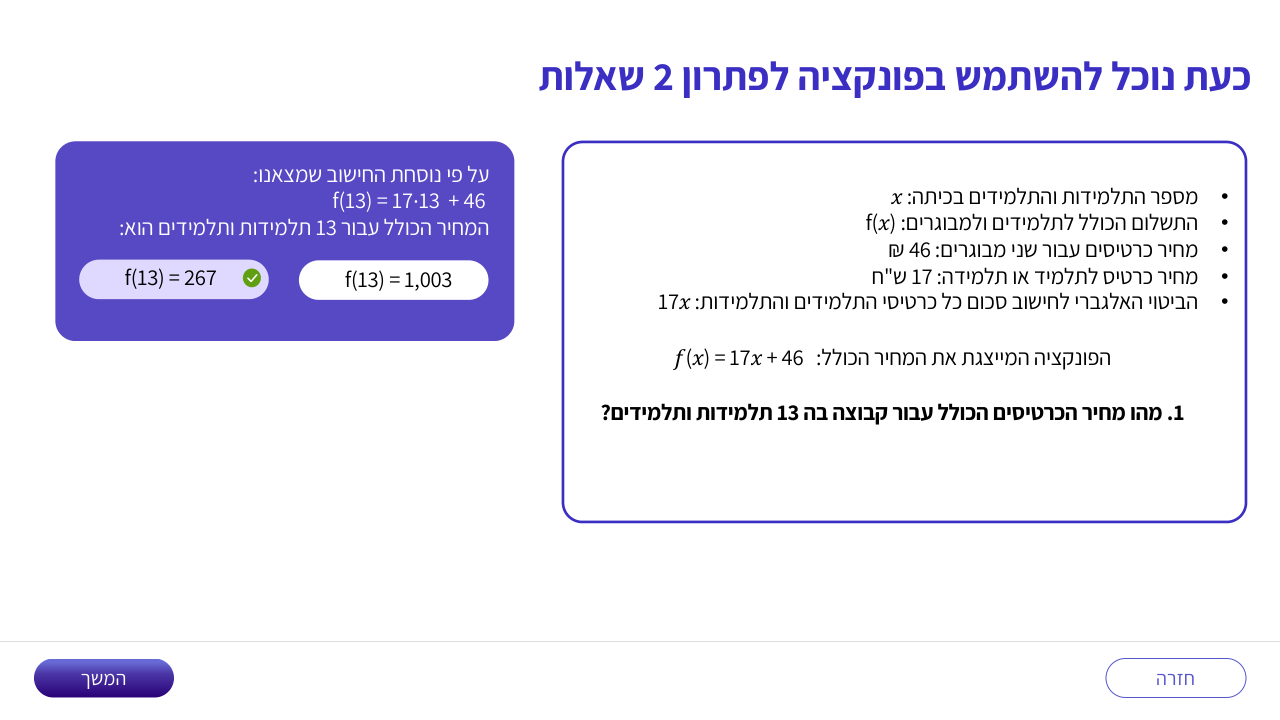 כעת נוכל להשתמש בפונקציה לפתרון 2 שאלות
• מספר התלמידות והתלמידים בכיתה: x
• התשלום הכולל לתלמידים ולמבוגרים: f(x)
• מחיר כרטיסים עבור שני מבוגרים: 46 ₪
• מחיר כרטיס לתלמיד או תלמידה: 17 ש"ח
• הביטוי האלגברי לחישוב סכום כל כרטיסי התלמידים והתלמידות: 17x
הפונקציה המייצגת את המחיר הכולל: f(x) = 17x + 46
1. מהו מחיר הכרטיסים הכולל עבור קבוצה בה 13 תלמידות ותלמידים?
על פי נוסחת החישוב שמצאנו:
f(13) = 17·13 + 46
המחיר הכולל עבור 13 תלמידות ותלמידים הוא:
f(13) = 1,003
f(13) = 267
חזרה
המשך